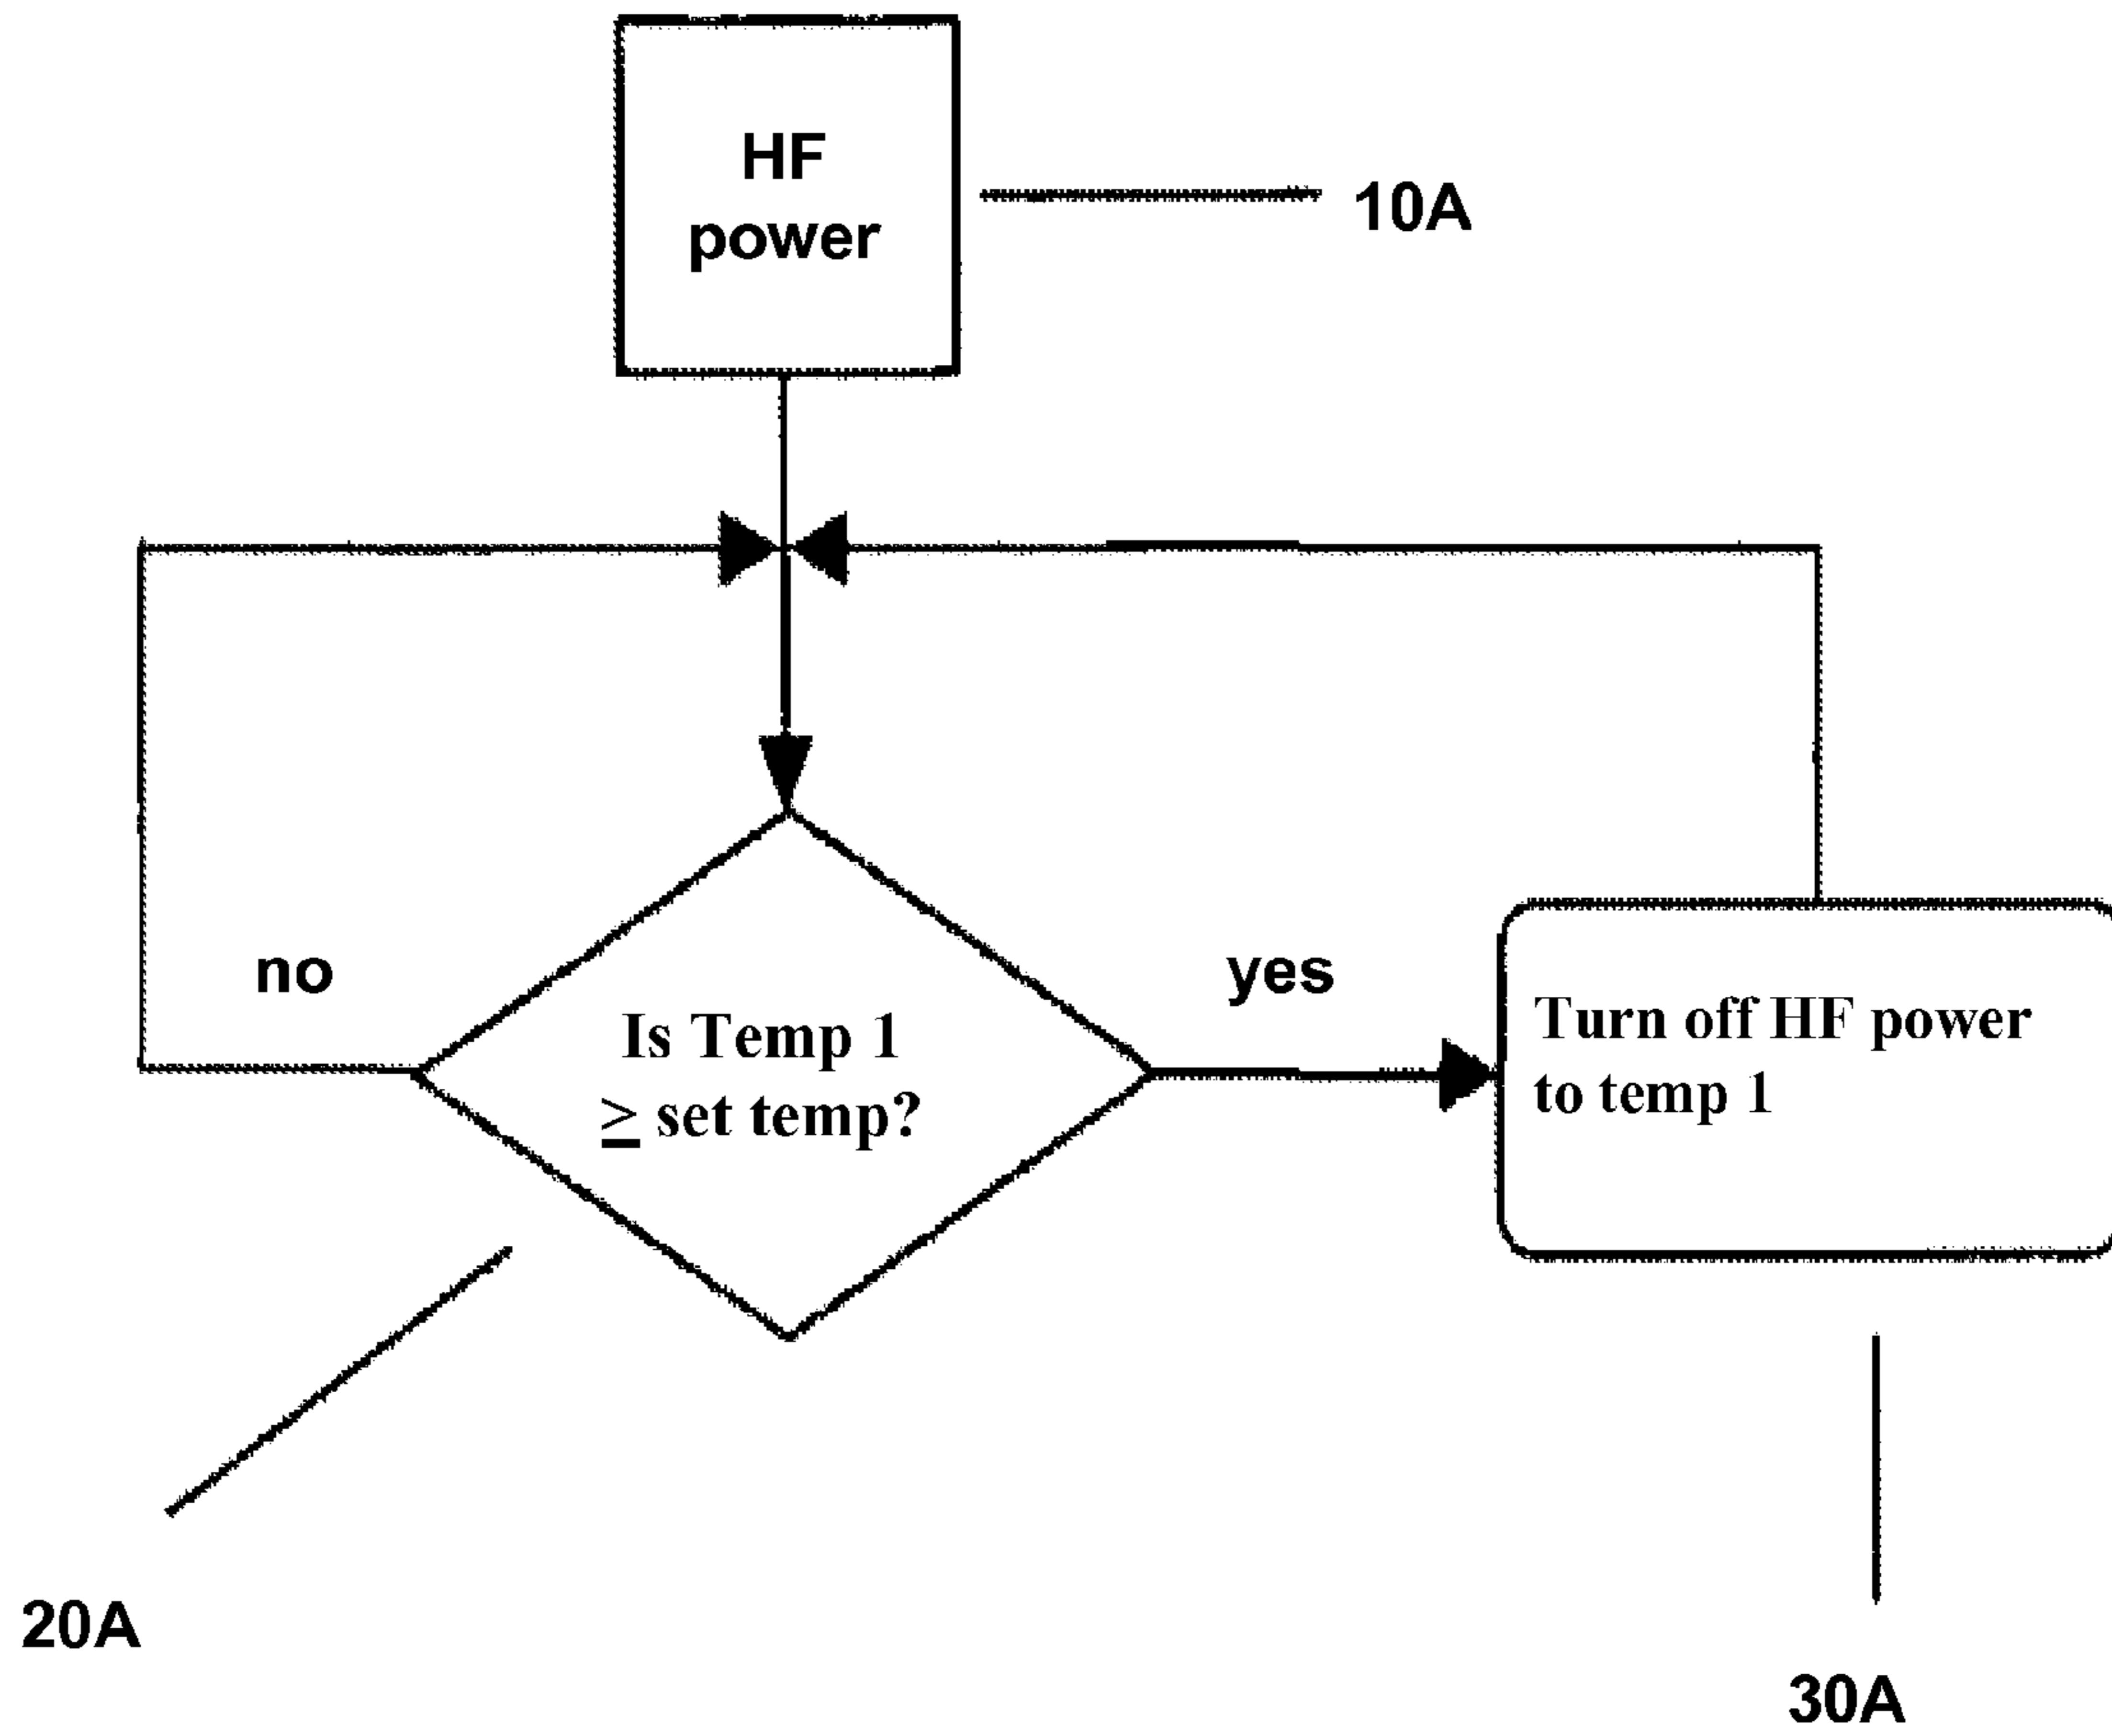 HF
power
10A
no
yes
Is Temp 1
≥ set temp?
Turn off HF power
to temp 1
20A
30A